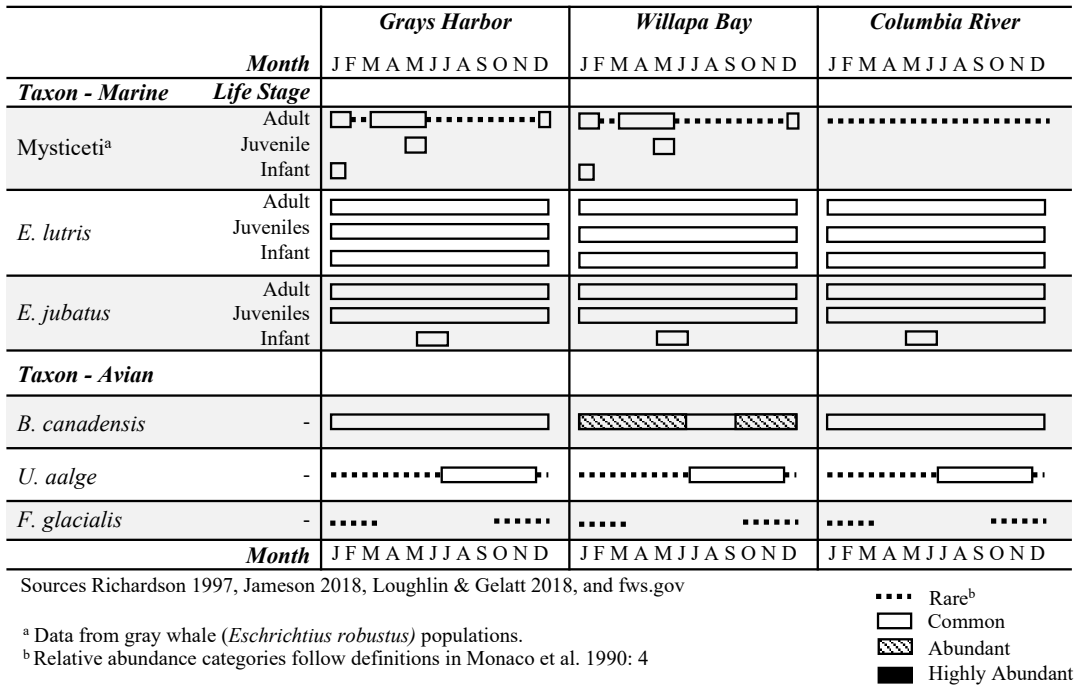 Grays Harbor Willapa Bay Columbia River
Month J F M A M J J A S O N D J F M A M J J A S O N D J F M A M J J A S O N D
Taxon - Marine Life Stage
Adult
Mysticetiᵃ Juvenile
Infant
Adult
E. lutris Juveniles
Infant
Adult
E. jubatus Juveniles
Infant
Taxon - Avian
B. canadensis -
U. aalge -
F. glacialis -
Month J F M A M J J A S O N D J F M A M J J A S O N D J F M A M J J A S O N D
Sources Richardson 1997, Jameson 2018, Loughlin & Gelatt 2018, and fws.gov
ᵃ Data from gray whale (Eschrichtius robustus) populations.
ᵇ Relative abundance categories follow definitions in Monaco et al. 1990: 4
Rareᵇ
Common
Abundant
Highly Abundant